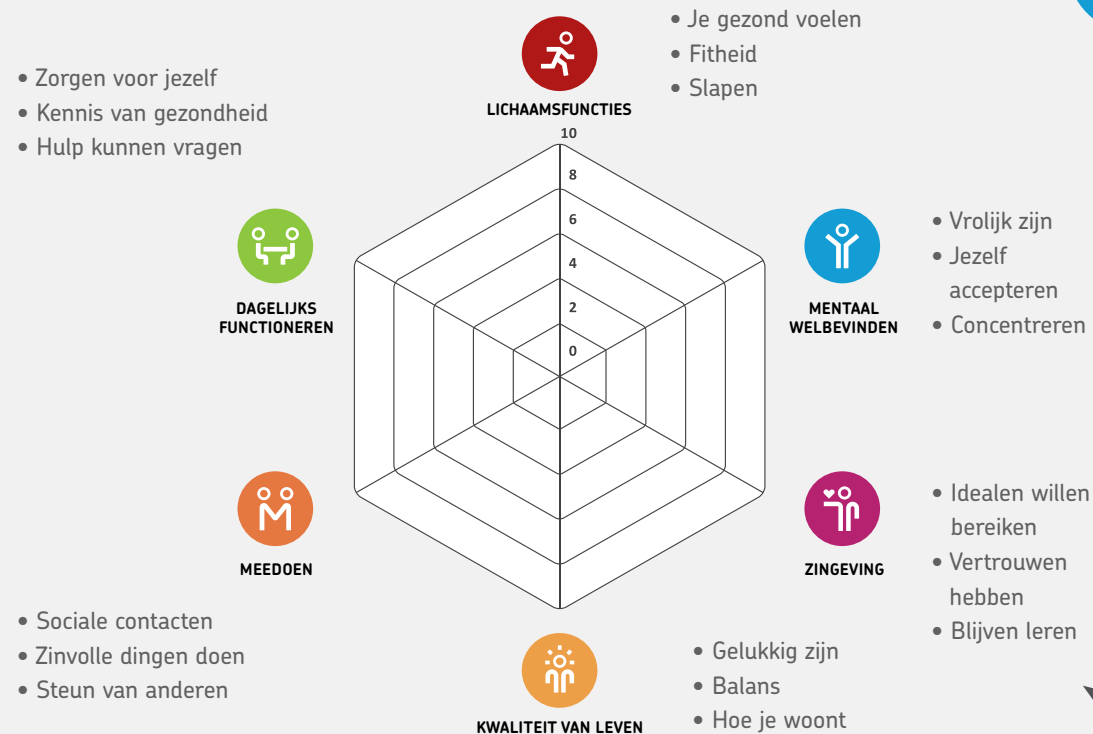 • Je gezond voelen
• Fitheid
• Slapen
LICHAAMSFUNCTIES
• Zorgen voor jezelf
• Kennis van gezondheid
• Hulp kunnen vragen
10
8
6
4
2
0
DAGELIJKS
FUNCTIONEREN
MENTAAL
WELBEVINDEN
• Vrolijk zijn
• Jezelf
accepteren
• Concentreren
MEEDOEN
ZINGEVING
• Idealen willen
bereiken
• Vertrouwen
hebben
• Blijven leren
• Sociale contacten
• Zinvolle dingen doen
• Steun van anderen
KWALITEIT VAN LEVEN
• Gelukkig zijn
• Balans
• Hoe je woont